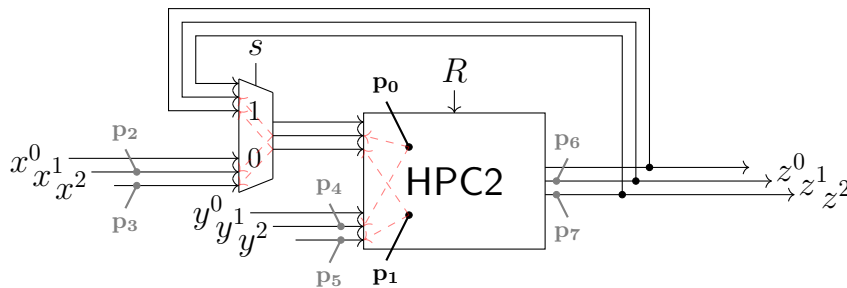 s
R
p₀
1
p₂
p₆
x⁰
x¹
x²
0
z⁰
z¹
z²
HPC2
p₃
p₄
y⁰
y¹
y²
p₅
p₁
p₇